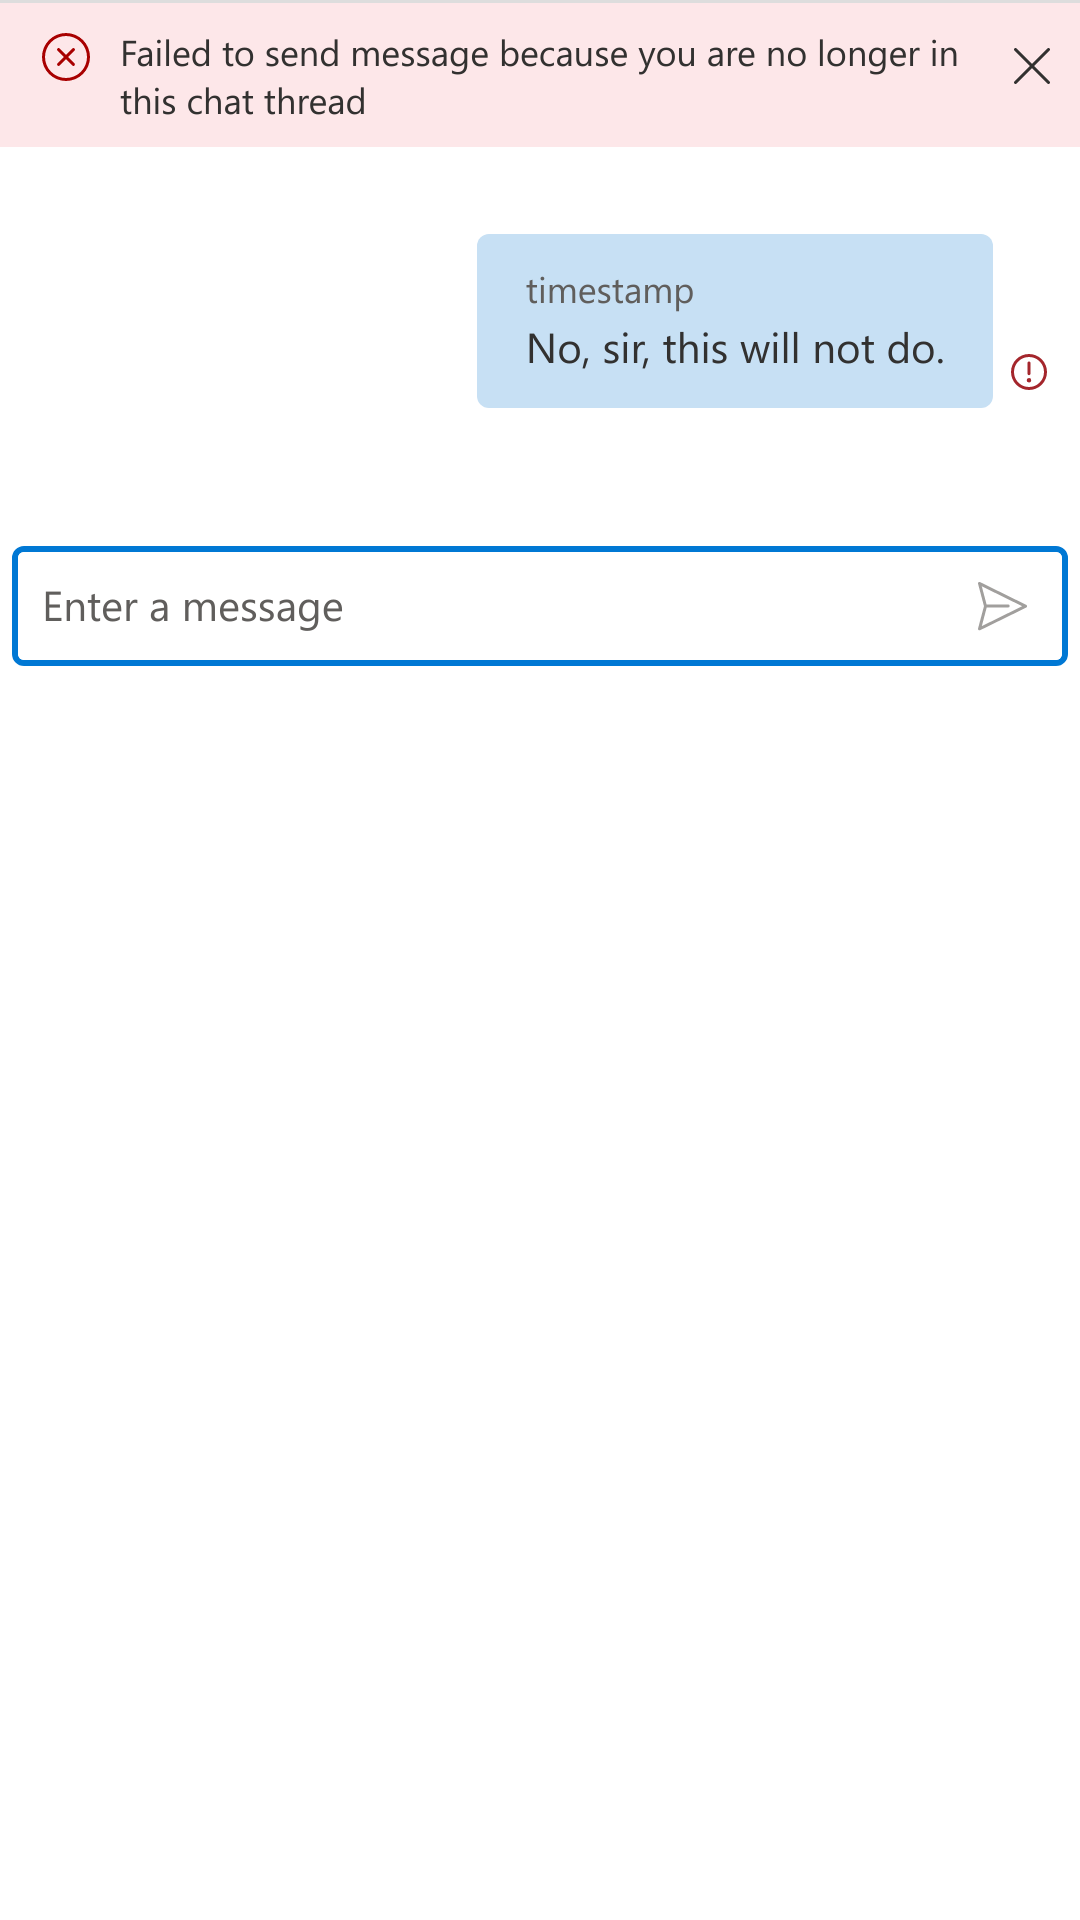 Failed to send message because you are no longer in
this chat thread
timestamp
No, sir, this will not do.
Enter a message